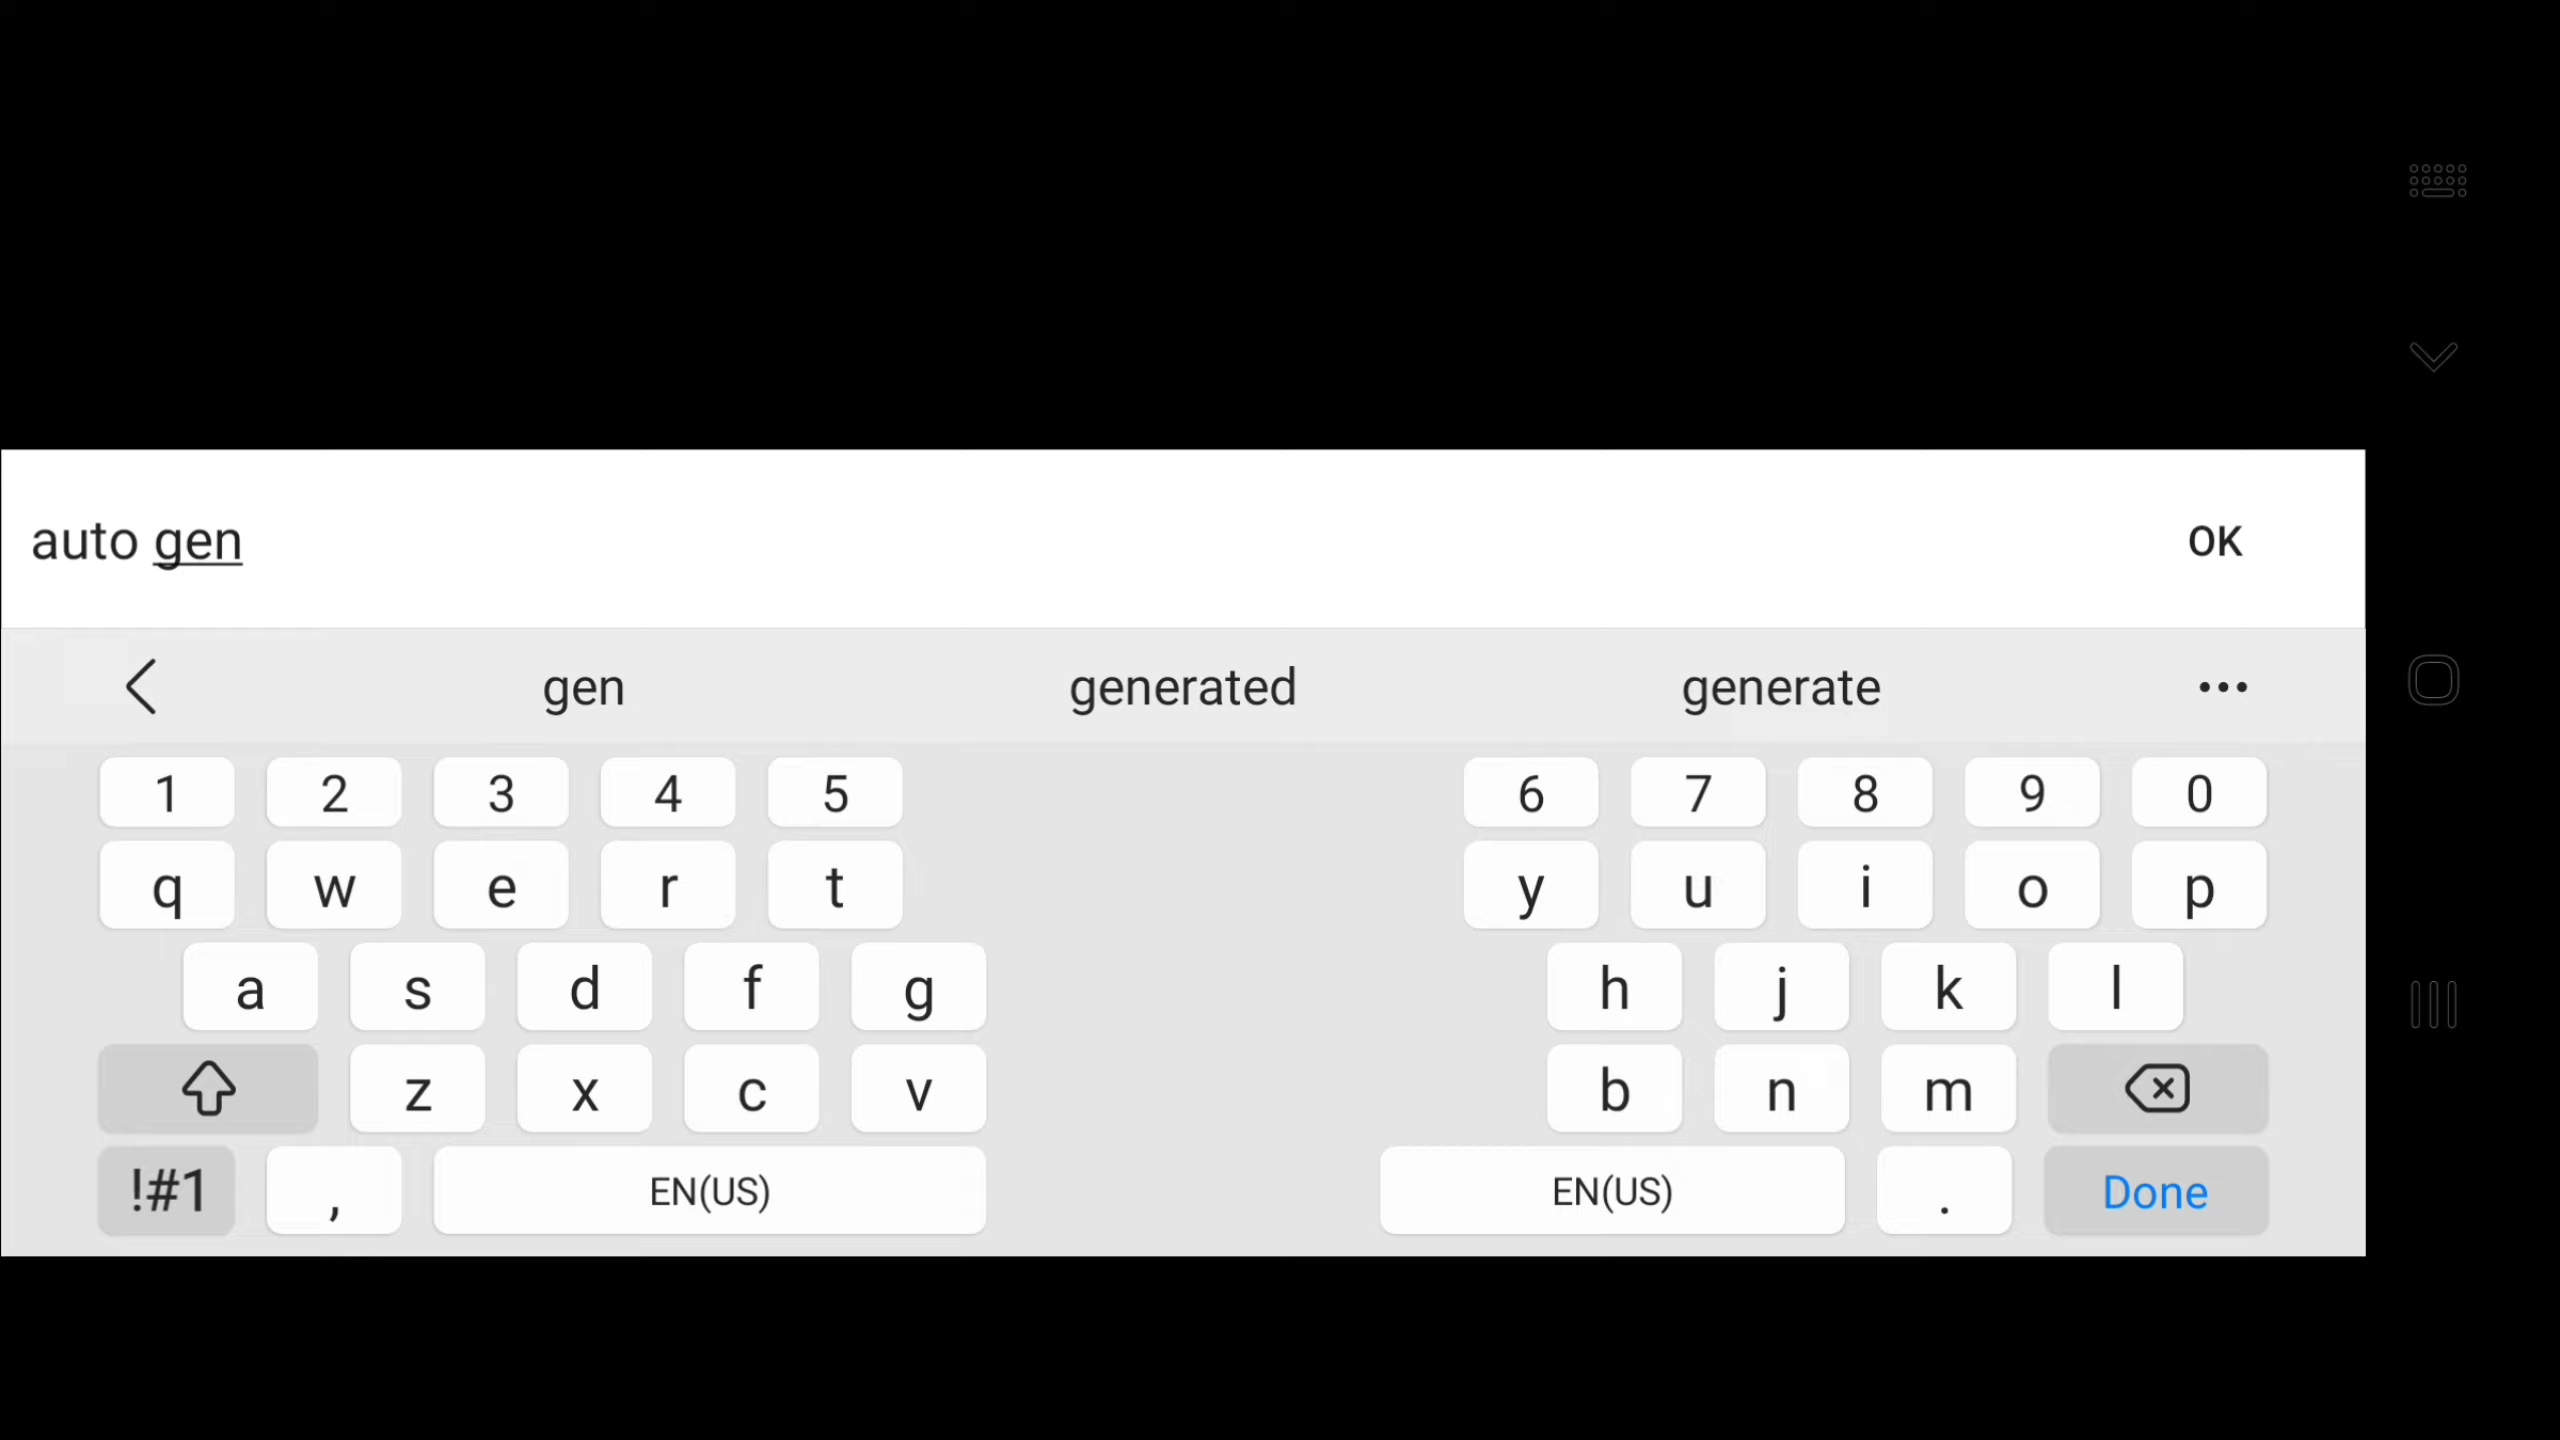 auto gen OK
gen generated generate
1 2 3 4 5 6 7 8 9 0
q w e r t y u i o p
a s d f g h j k l
z x c v b n m
!#1 , EN(US) EN(US) . Done